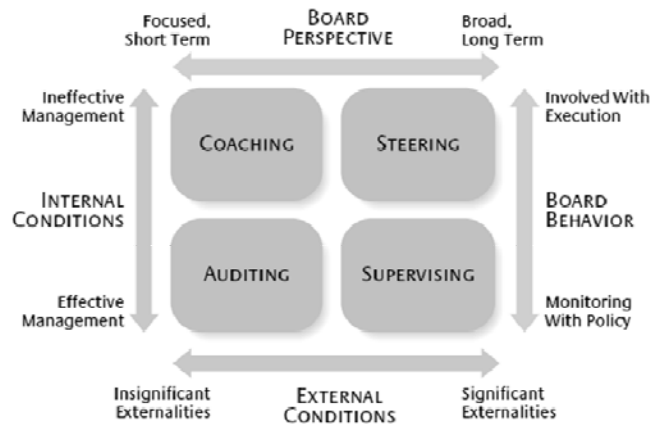 Focused,
Short Term
BOARD
PERSPECTIVE
Broad,
Long Term
Ineffective
Management
COACHING
STEERING
Involved With
Execution
INTERNAL
CONDITIONS
BOARD
BEHAVIOR
AUDITING
SUPERVISING
Effective
Management
Monitoring
With Policy
Insignificant
Externalities
EXTERNAL
CONDITIONS
Significant
Externalities